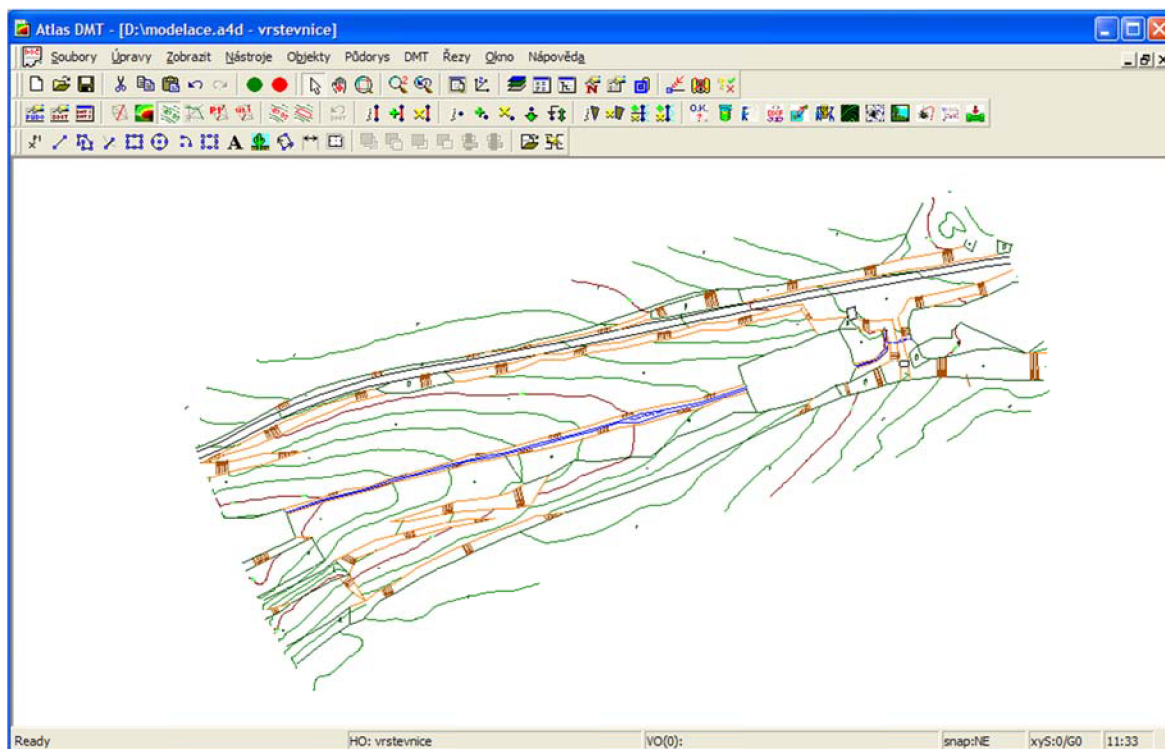 Atlas DMT - [D:\modelace.a4d - vrstevnice]
Soubory Úpravy Zobrazit Nástroje Objekty Půdorys DMT Řezy Okno Nápověda
Ready HO: vrstevnice VO(0): snap:NE xyS:0/G0 11:33